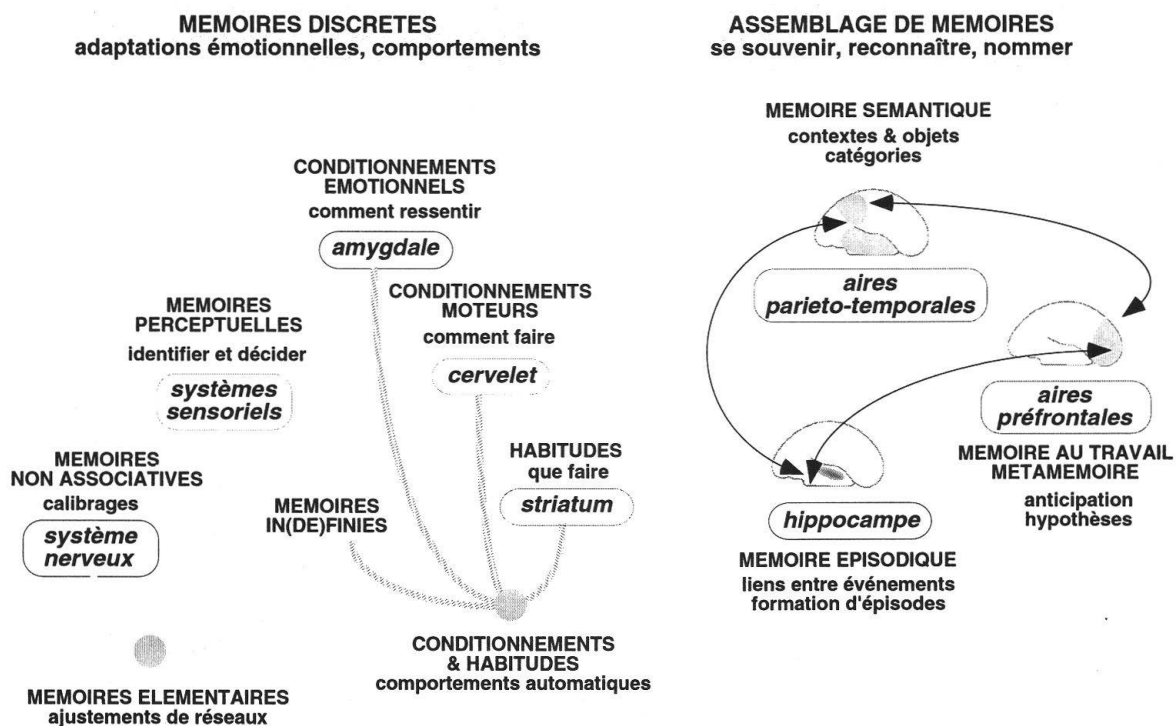 MEMOIRES DISCRETES
adaptations émotionnelles, comportements
CONDITIONNEMENTS
EMOTIONNELS
comment ressentir
amygdale
MEMOIRES
PERCEPTUELLES
identifier et décider
systèmes
sensoriels
CONDITIONNEMENTS
MOTEURS
comment faire
cervelet
MEMOIRES
NON ASSOCIATIVES
calibrages
système
nerveux
MEMOIRES
IN(DE)FINIES
HABITUDES
que faire
striatum
CONDITIONNEMENTS
& HABITUDES
comportements automatiques
MEMOIRES ELEMENTAIRES
ajustements de réseaux
ASSEMBLAGE DE MEMOIRES
se souvenir, reconnaître, nommer
MEMOIRE SEMANTIQUE
contextes & objets
catégories
aires
parieto-temporales
aires
préfrontales
MEMOIRE AU TRAVAIL
METAMEMOIRE
anticipation
hypothèses
hippocampe
MEMOIRE EPISODIQUE
liens entre événements
formation d'épisodes